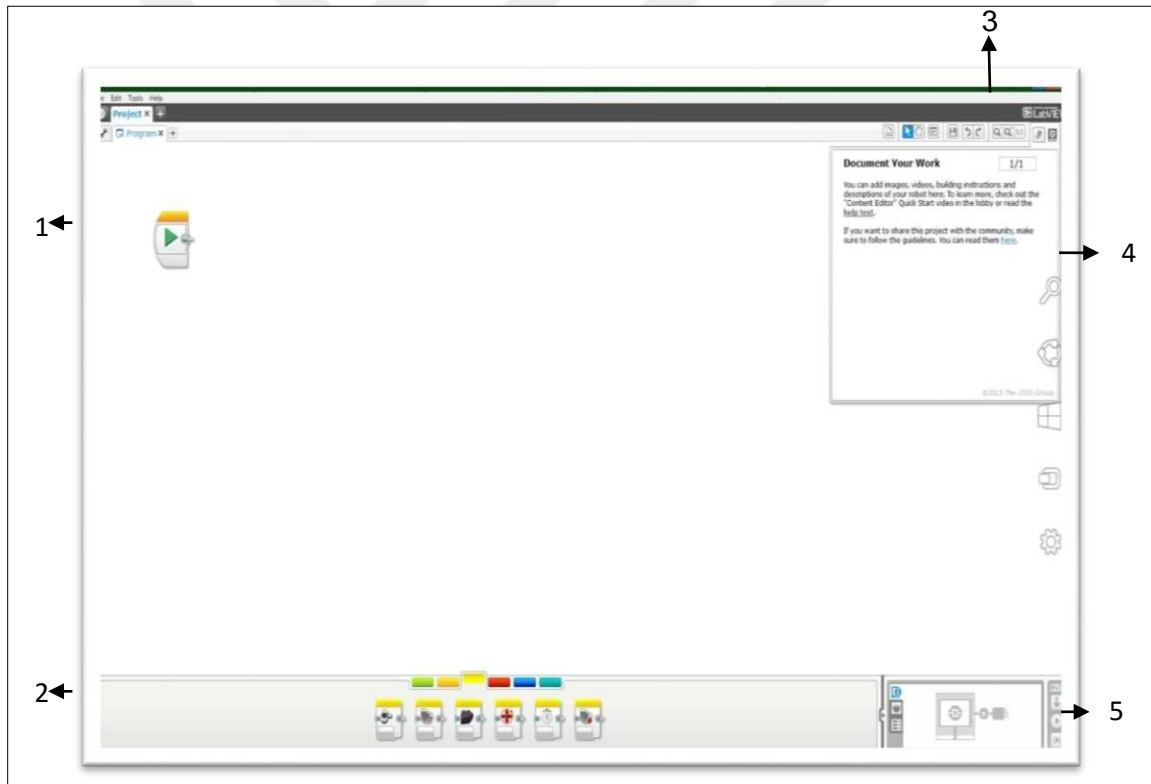 3
Edit Tools Help
Project
LabVIE
Program
Document Your Work 1/1
You can add images, videos, building instructions and
descriptions of your robot here. To learn more, check out the
"Content Editor" Quick Start video in the lobby or read the
help text.
If you want to share this project with the community, make
sure to follow the guidelines. You can read them here.
1
4
©2013 The LEGO Group
2
5